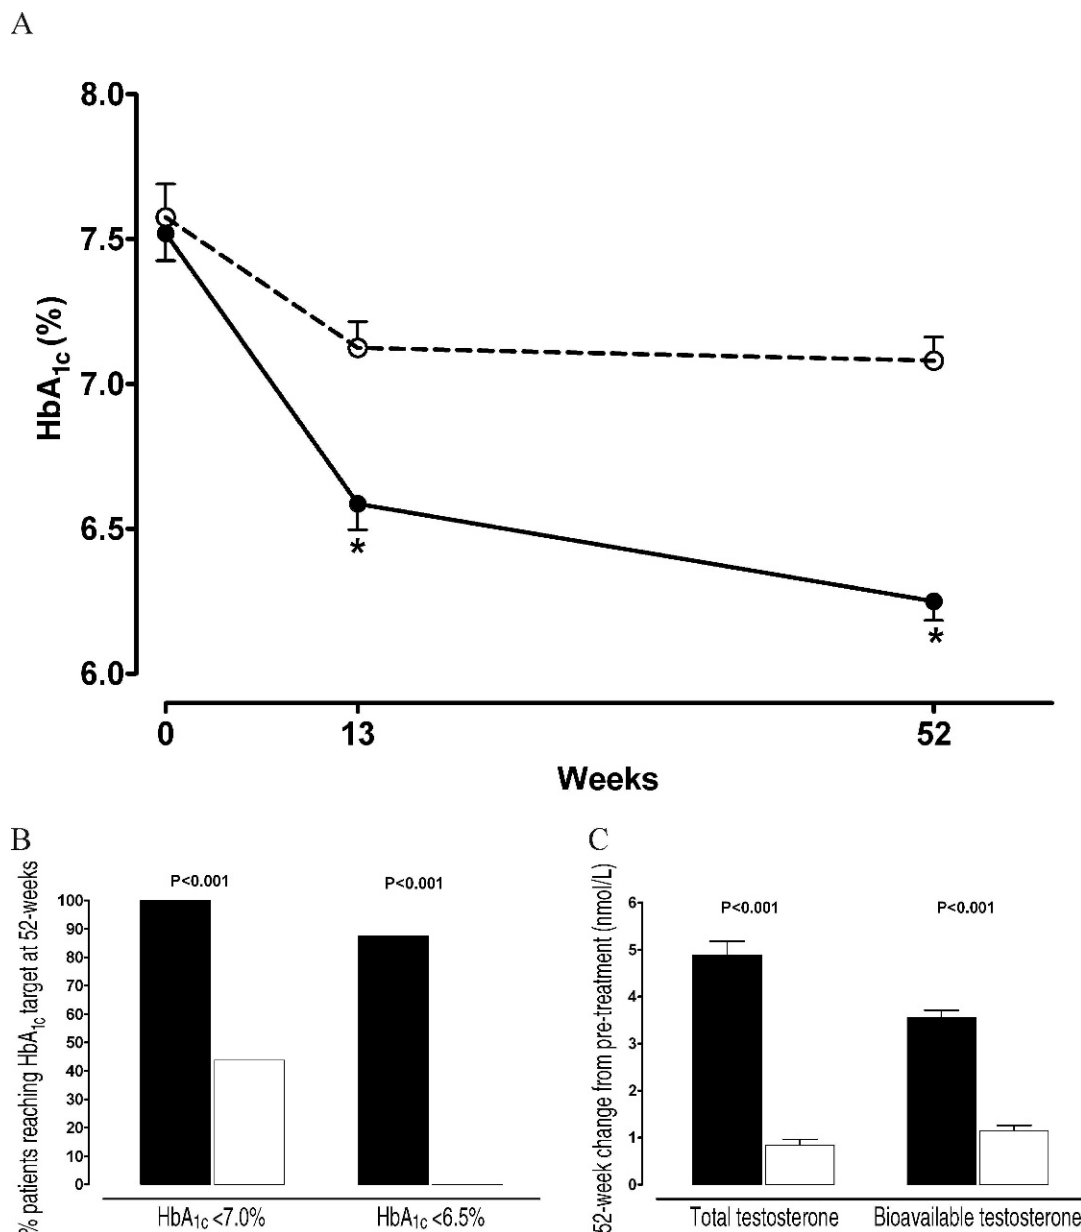 A
HbA1c (%)
8.0
7.5
7.0
6.5
6.0
*
*
0 13 52
Weeks
B
% patients reaching HbA1c target at 52-weeks
P<0.001 P<0.001
100
90
80
70
60
50
40
30
20
10
0
HbA1c <7.0% HbA1c <6.5%
C
52-week change from pre-treatment (nmol/L)
P<0.001 P<0.001
6
5
4
3
2
1
0
Total testosterone Bioavailable testosterone